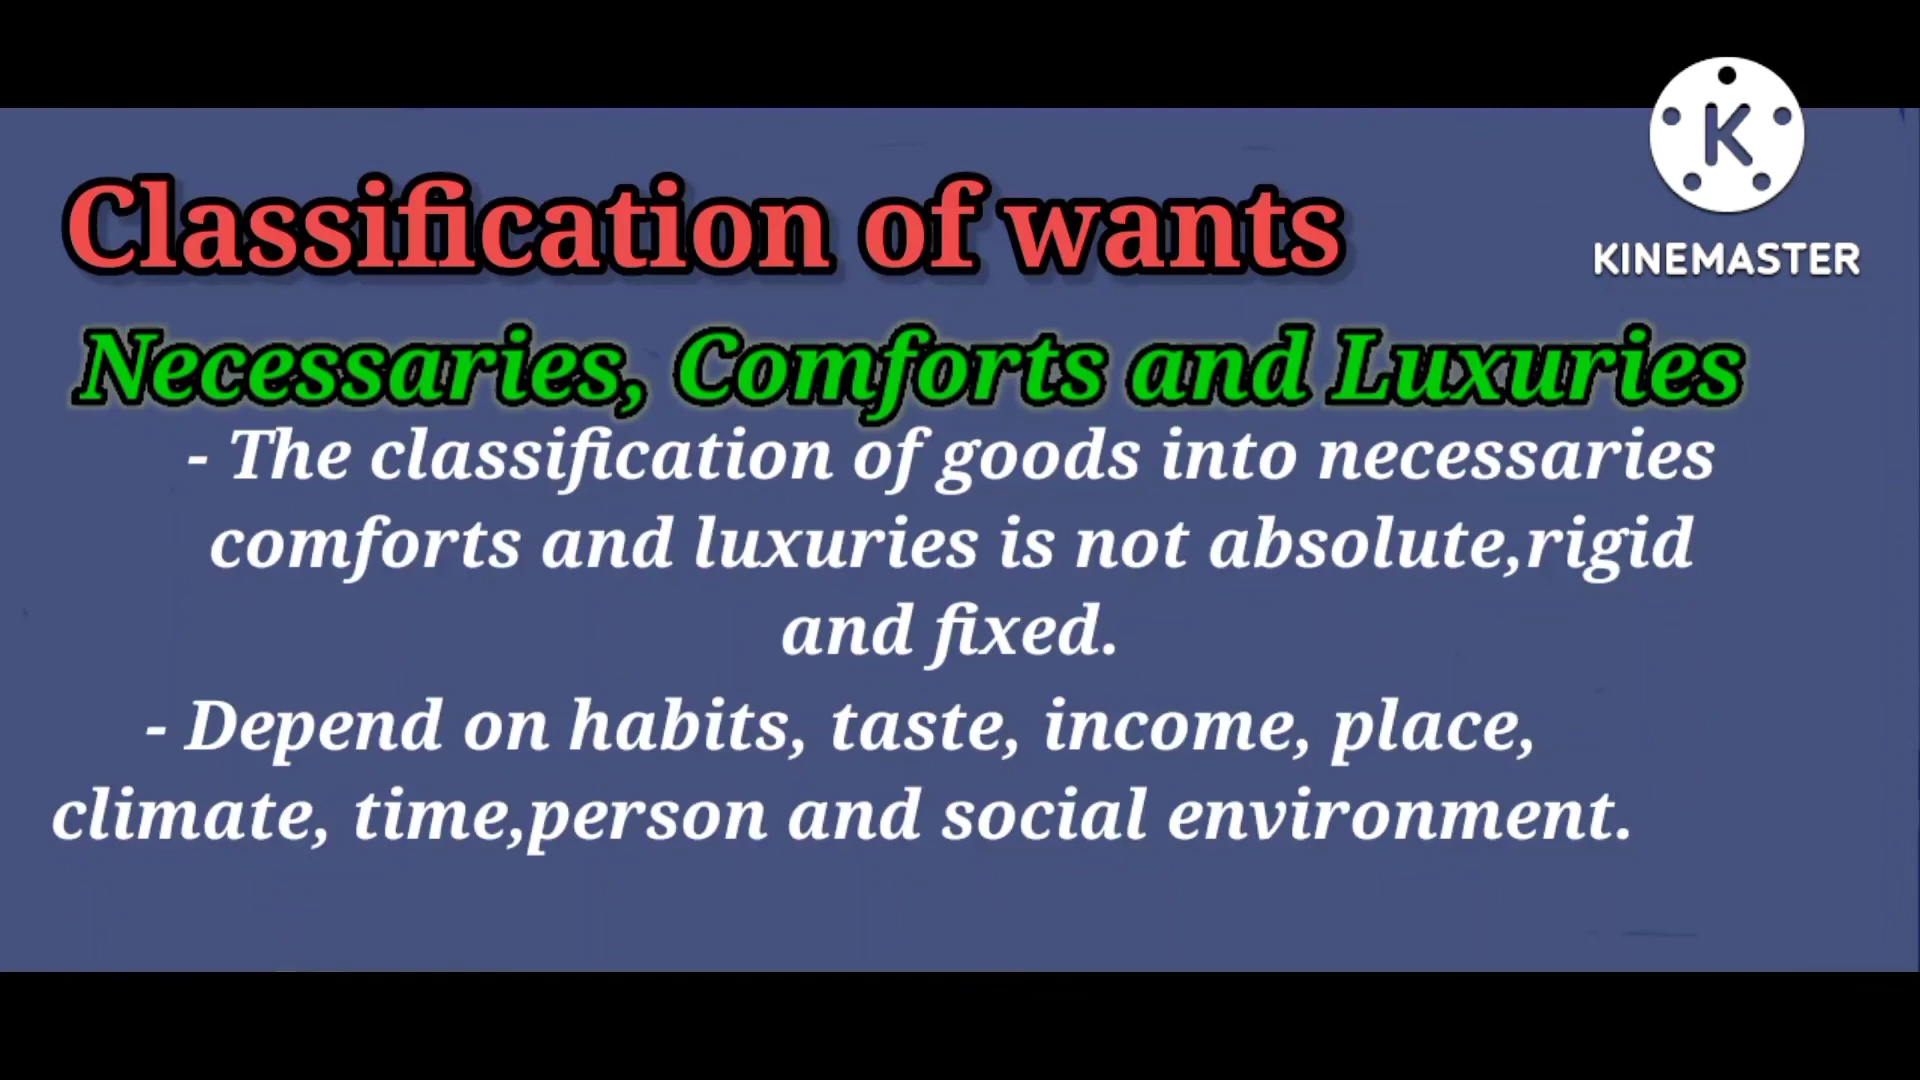 Classification of wants
K
KINEMASTER
Necessaries, Comforts and Luxuries
- The classification of goods into necessaries
comforts and luxuries is not absolute,rigid
and fixed.
- Depend on habits, taste, income, place,
climate, time,person and social environment.